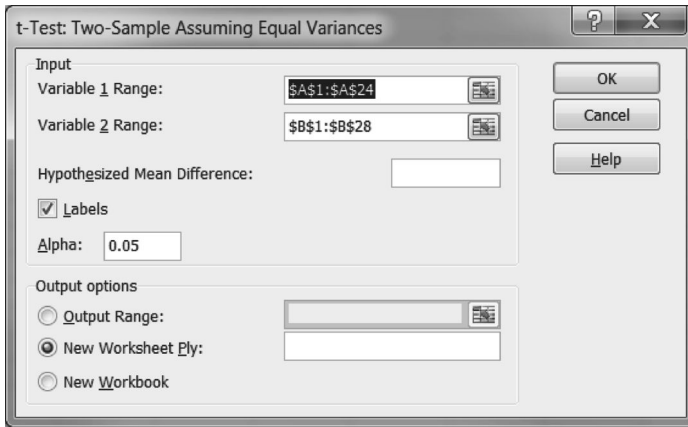 t-Test: Two-Sample Assuming Equal Variances
?
X
Input
Variable 1 Range: $A$1:$A$24
Variable 2 Range: $B$1:$B$28
Hypothesized Mean Difference:
Labels
Alpha: 0.05
OK
Cancel
Help
Output options
Output Range:
New Worksheet Ply:
New Workbook